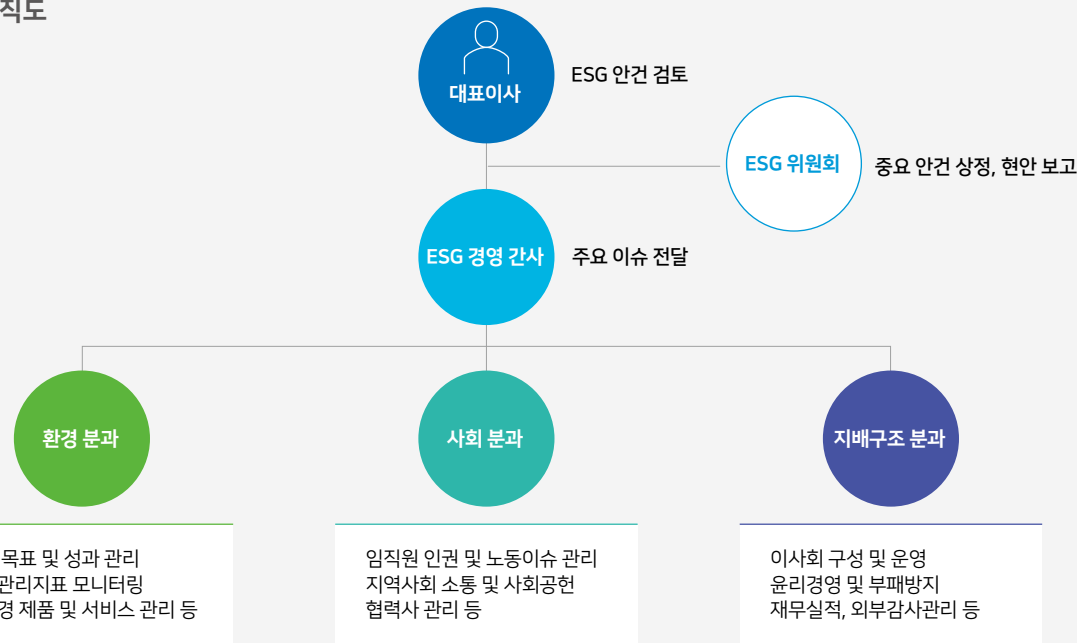 직도
대표이사
ESG 안건 검토
ESG 위원회
중요 안건 상정, 현안 보고
ESG 경영 간사
주요 이슈 전달
환경 분과
사회 분과
지배구조 분과
목표 및 성과 관리
관리지표 모니터링
경 제품 및 서비스 관리 등
임직원 인권 및 노동이슈 관리
지역사회 소통 및 사회공헌
협력사 관리 등
이사회 구성 및 운영
윤리경영 및 부패방지
재무실적, 외부감사관리 등